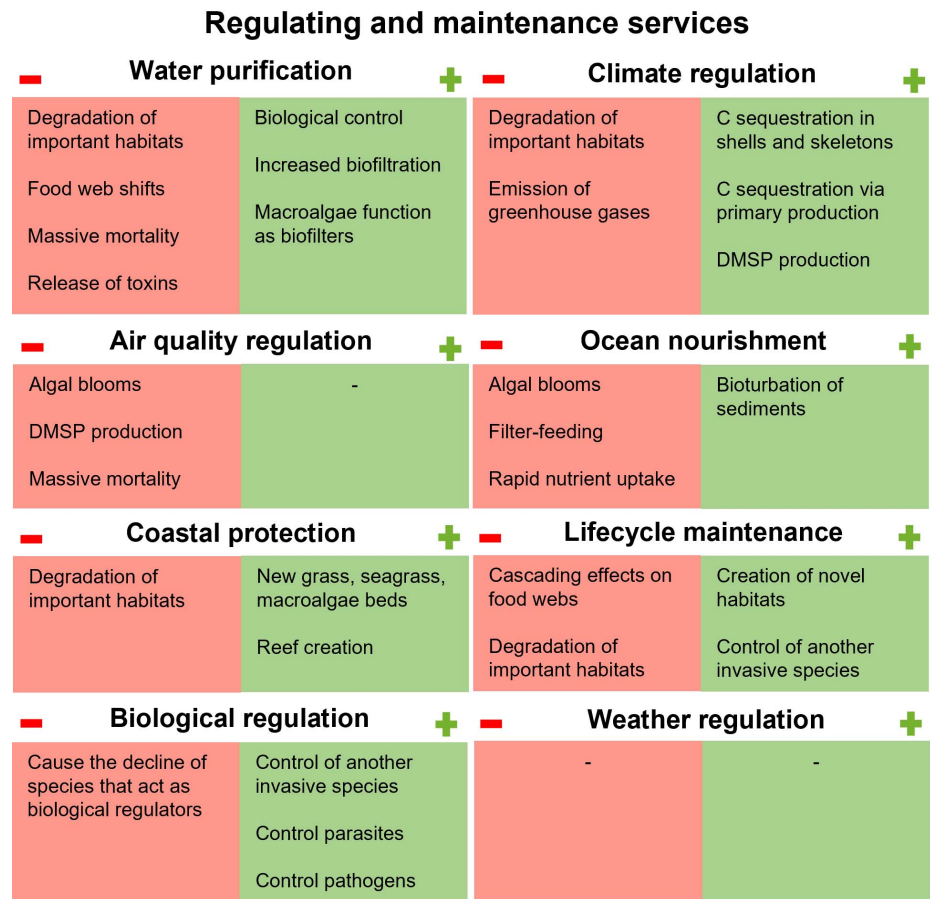 Regulating and maintenance services
Water purification
Degradation of
important habitats
Food web shifts
Massive mortality
Release of toxins
Biological control
Increased biofiltration
Macroalgae function
as biofilters
Climate regulation
Degradation of
important habitats
Emission of
greenhouse gases
C sequestration in
shells and skeletons
C sequestration via
primary production
DMSP production
Air quality regulation
Algal blooms
DMSP production
Massive mortality
-
Ocean nourishment
Algal blooms
Filter-feeding
Rapid nutrient uptake
Bioturbation of
sediments
Coastal protection
Degradation of
important habitats
New grass, seagrass,
macroalgae beds
Reef creation
Lifecycle maintenance
Cascading effects on
food webs
Degradation of
important habitats
Creation of novel
habitats
Control of another
invasive species
Biological regulation
Cause the decline of
species that act as
biological regulators
Control of another
invasive species
Control parasites
Control pathogens
Weather regulation
-
-